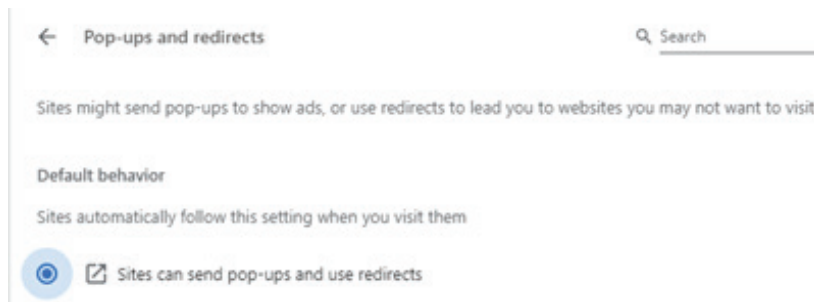 Pop-ups and redirects
Search
Sites might send pop-ups to show ads, or use redirects to lead you to websites you may not want to visit
Default behavior
Sites automatically follow this setting when you visit them
Sites can send pop-ups and use redirects